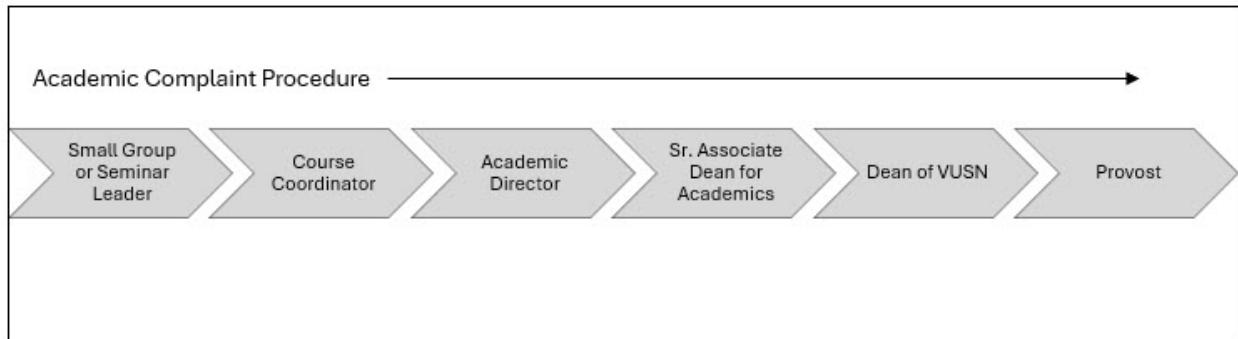 Academic Complaint Procedure
Small Group
or Seminar
Leader
Course
Coordinator
Academic
Director
Sr. Associate
Dean for
Academics
Dean of VUSN
Provost